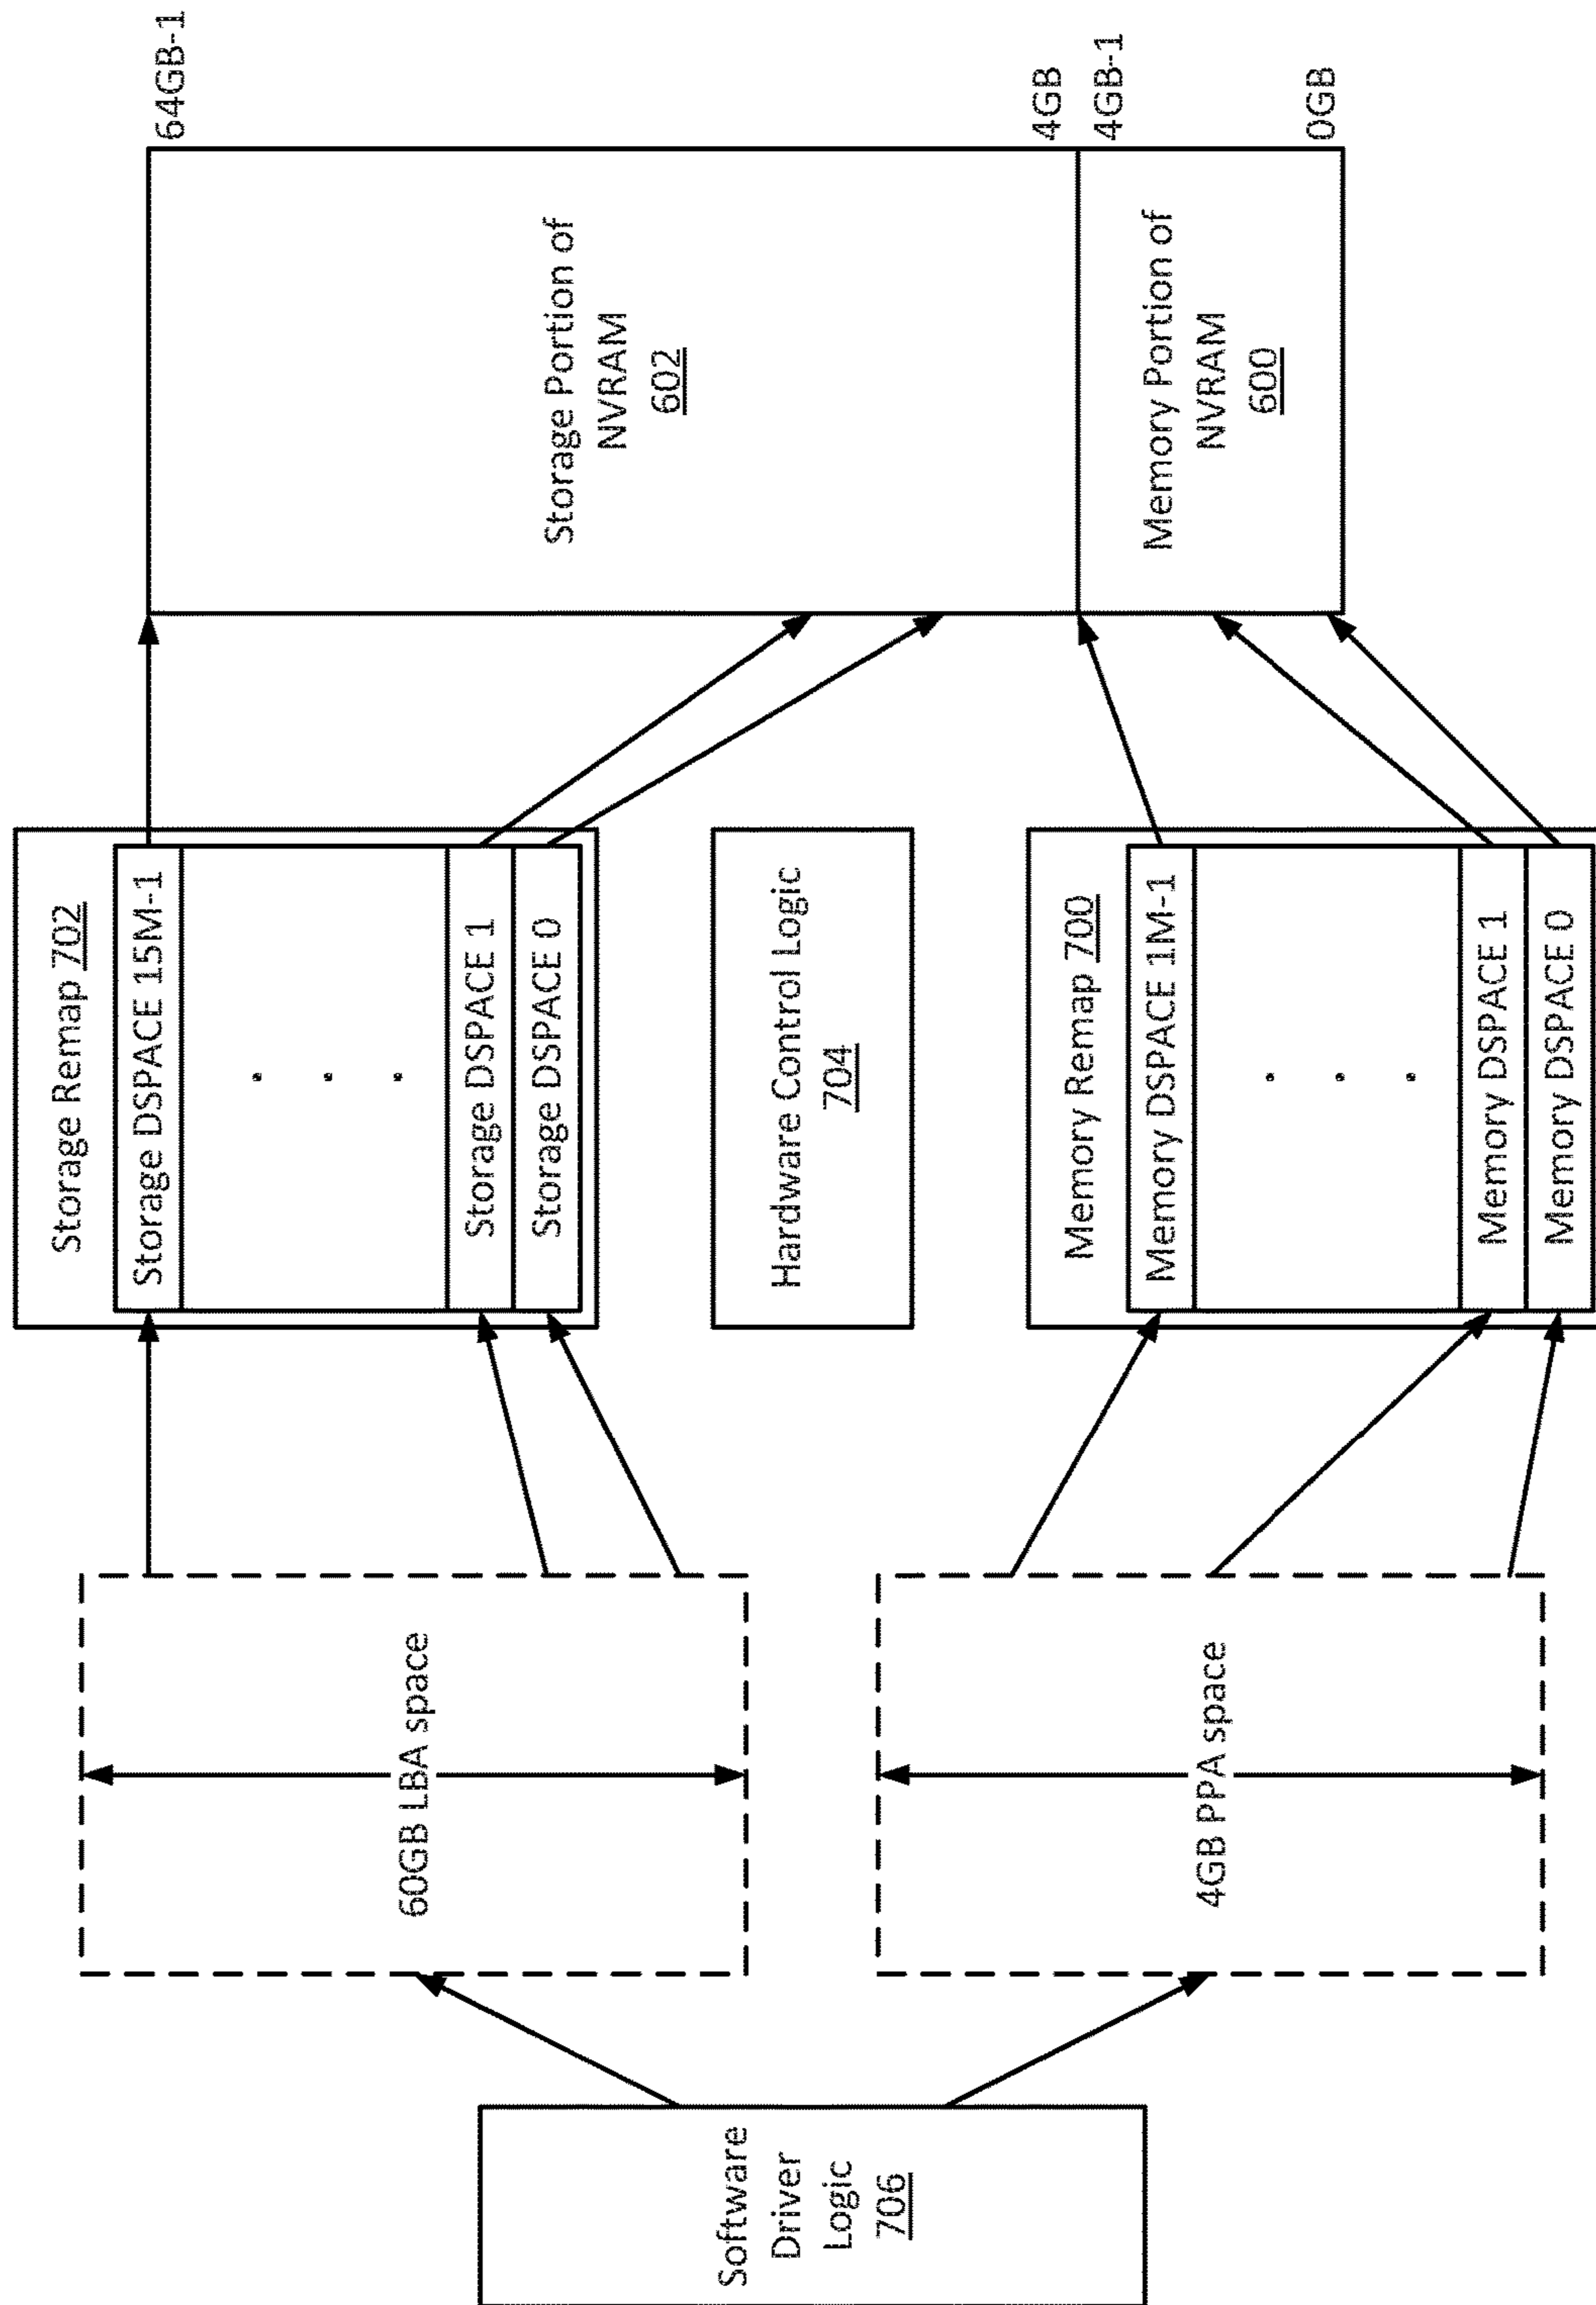 Software
Driver
Logic
706
60GB LBA space
4GB PPA space
Storage Remap 702
Storage DSPACE 15M-1
. . .
Storage DSPACE 1
Storage DSPACE 0
Hardware Control Logic
704
Memory Remap 700
Memory DSPACE 1M-1
. . .
Memory DSPACE 1
Memory DSPACE 0
64GB-1
Storage Portion of
NVRAM
602
4GB
4GB-1
Memory Portion of
NVRAM
600
0GB